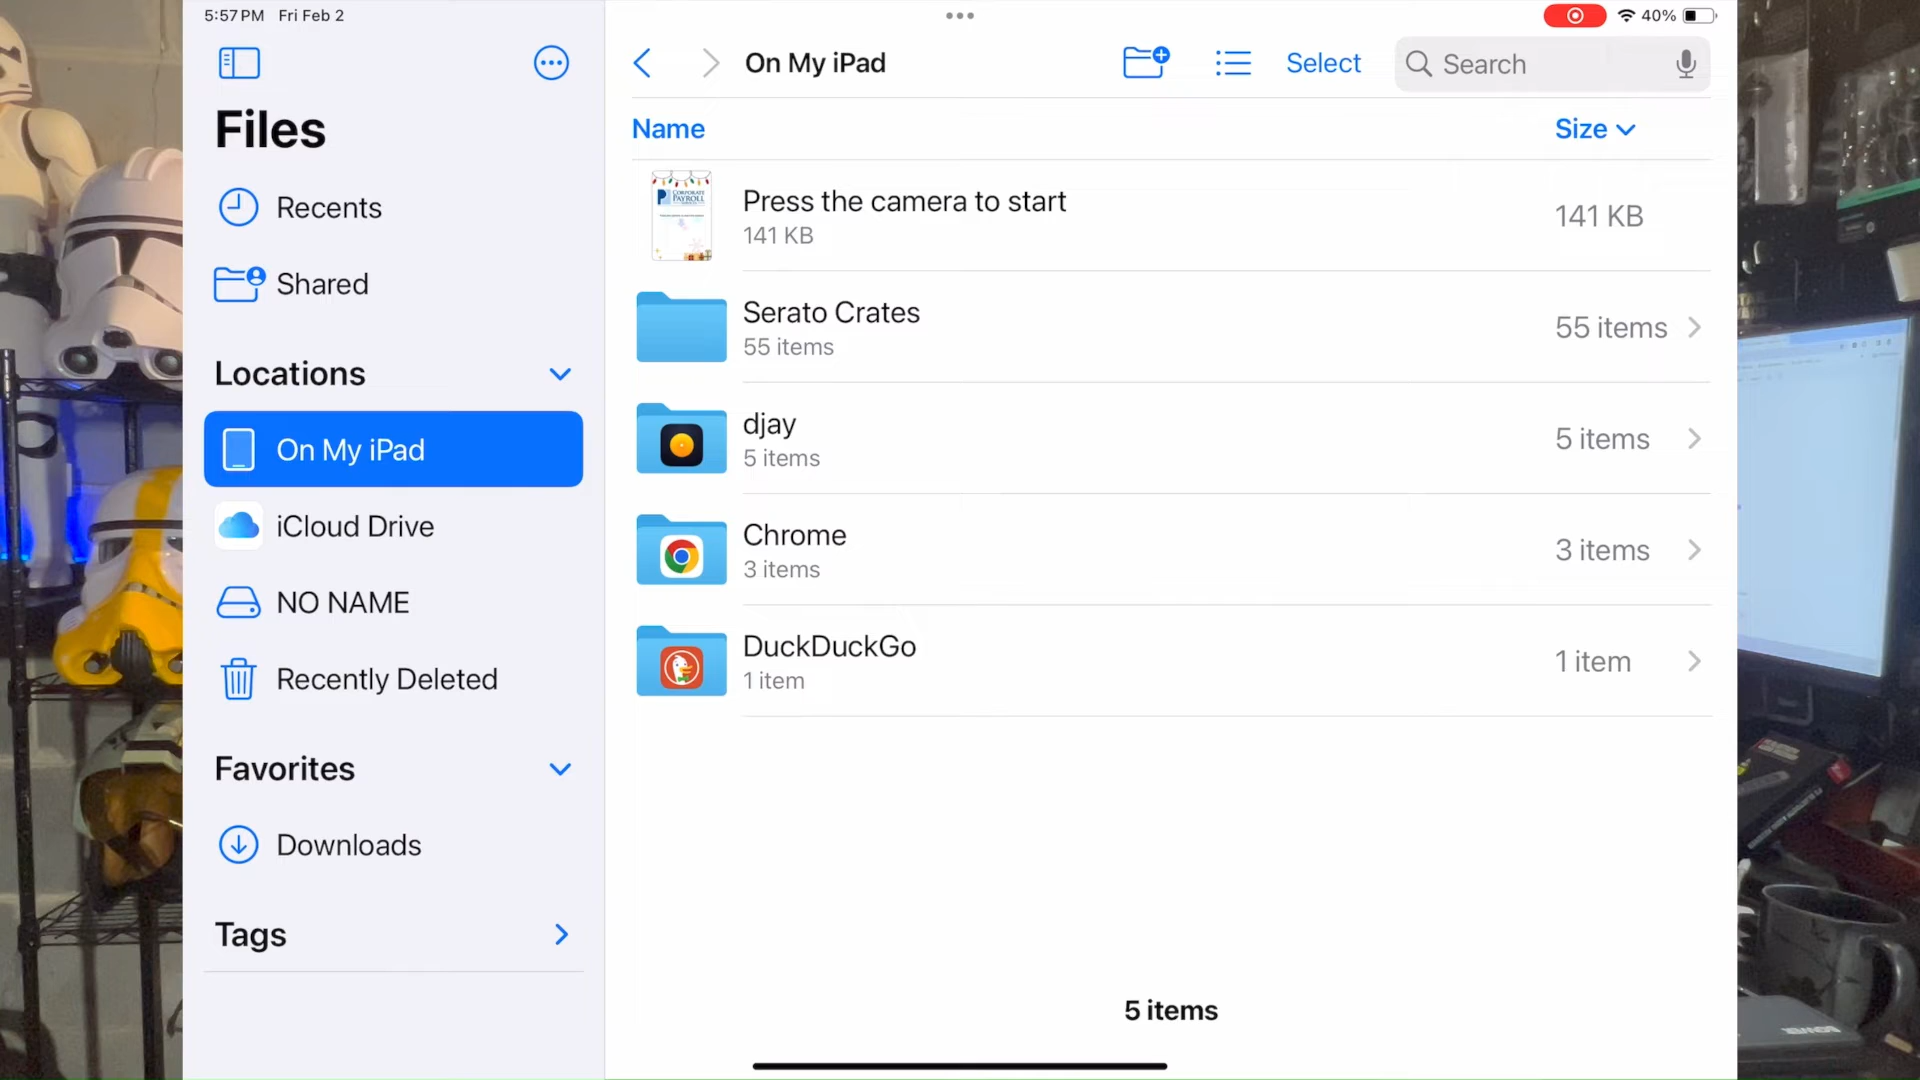 5:57 PM Fri Feb 2
40%
Files
Recents
Shared
Locations
On My iPad
iCloud Drive
NO NAME
Recently Deleted
Favorites
Downloads
Tags
On My iPad
Select
Search
Name
Size
CORPORATE
PAYROLL
Press the camera to start
141 KB
141 KB
Serato Crates
55 items
55 items
djay
5 items
5 items
Chrome
3 items
3 items
DuckDuckGo
1 item
1 item
5 items